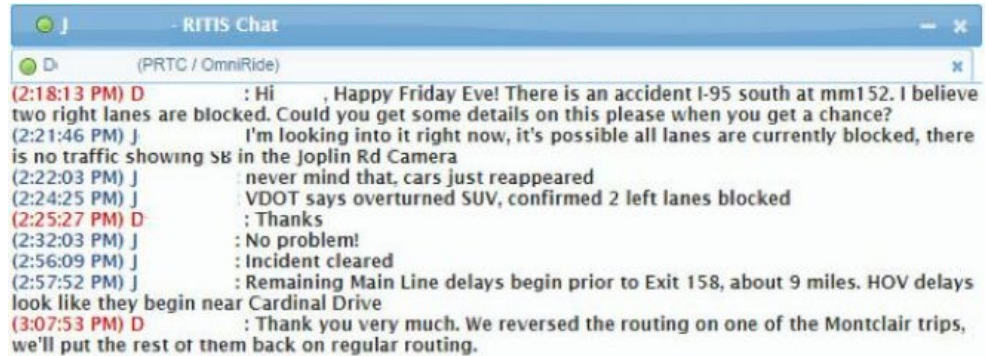 J - RITIS Chat
D (PRTC / OmniRide)
(2:18:13 PM) D : Hi , Happy Friday Eve! There is an accident I-95 south at mm152. I believe
two right lanes are blocked. Could you get some details on this please when you get a chance?
(2:21:46 PM) J I'm looking into it right now, it's possible all lanes are currently blocked, there
is no traffic showing SB in the Joplin Rd Camera
(2:22:03 PM) J never mind that, cars just reappeared
(2:24:25 PM) J VDOT says overturned SUV, confirmed 2 left lanes blocked
(2:25:27 PM) D : Thanks
(2:32:03 PM) J : No problem!
(2:56:09 PM) J : Incident cleared
(2:57:52 PM) J : Remaining Main Line delays begin prior to Exit 158, about 9 miles. HOV delays
look like they begin near Cardinal Drive
(3:07:53 PM) D : Thank you very much. We reversed the routing on one of the Montclair trips,
we'll put the rest of them back on regular routing.